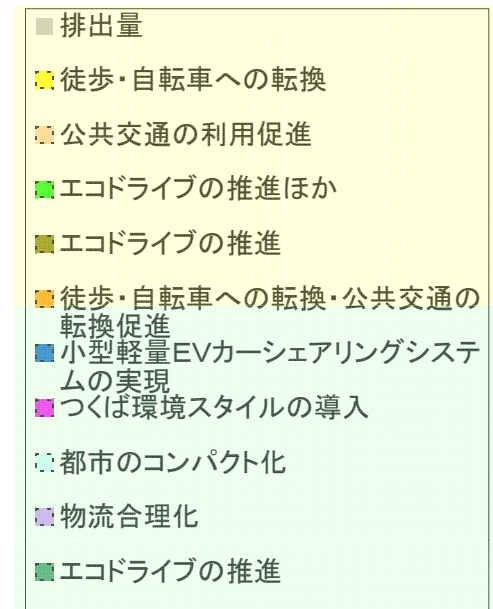 排出量
徒歩・自転車への転換
公共交通の利用促進
エコドライブの推進ほか
エコドライブの推進
徒歩・自転車への転換・公共交通の
転換促進
小型軽量EVカーシェアリングシステ
ムの実現
つくば環境スタイルの導入
都市のコンパクト化
物流合理化
エコドライブの推進